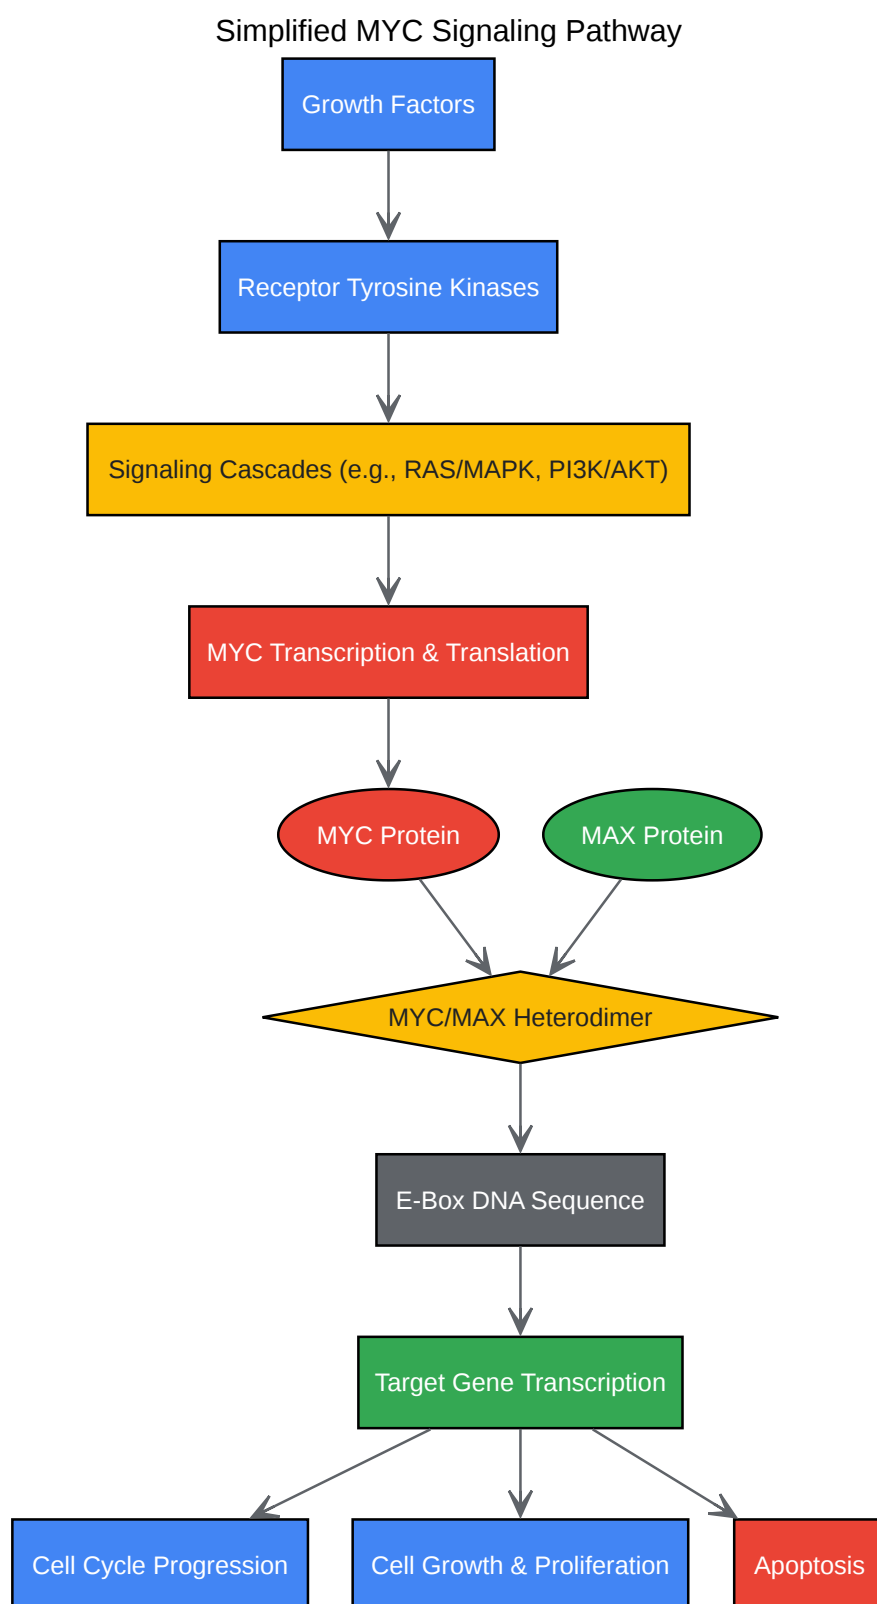 Simplified MYC Signaling Pathway
Growth Factors
Receptor Tyrosine Kinases
Signaling Cascades (e.g., RAS/MAPK, PI3K/AKT)
MYC Transcription & Translation
MYC Protein
MAX Protein
MYC/MAX Heterodimer
E-Box DNA Sequence
Target Gene Transcription
Cell Cycle Progression
Cell Growth & Proliferation
Apoptosis